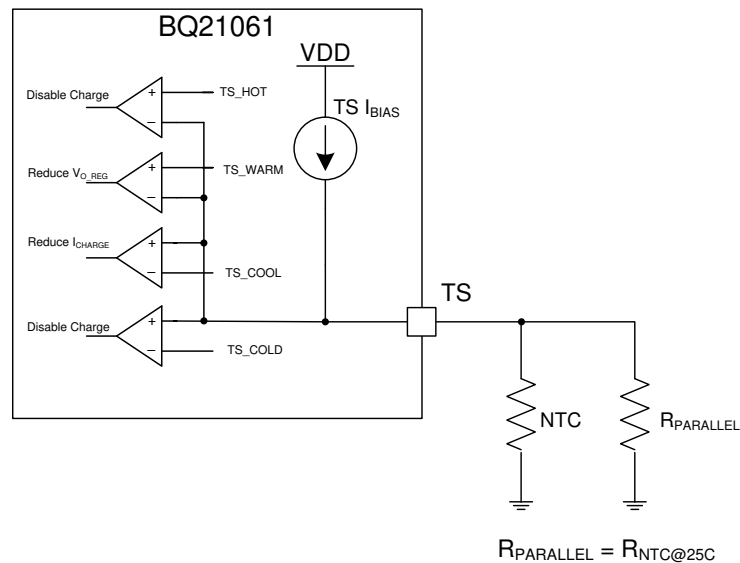 BQ21061
VDD
TS I_BIAS
Disable Charge
+
TS_HOT
−
Reduce V_O_REG
+
TS_WARM
−
Reduce I_CHARGE
+
−
TS_COOL
Disable Charge
+
−
TS_COLD
TS
NTC
R_PARALLEL
R_PARALLEL = R_NTC@25C